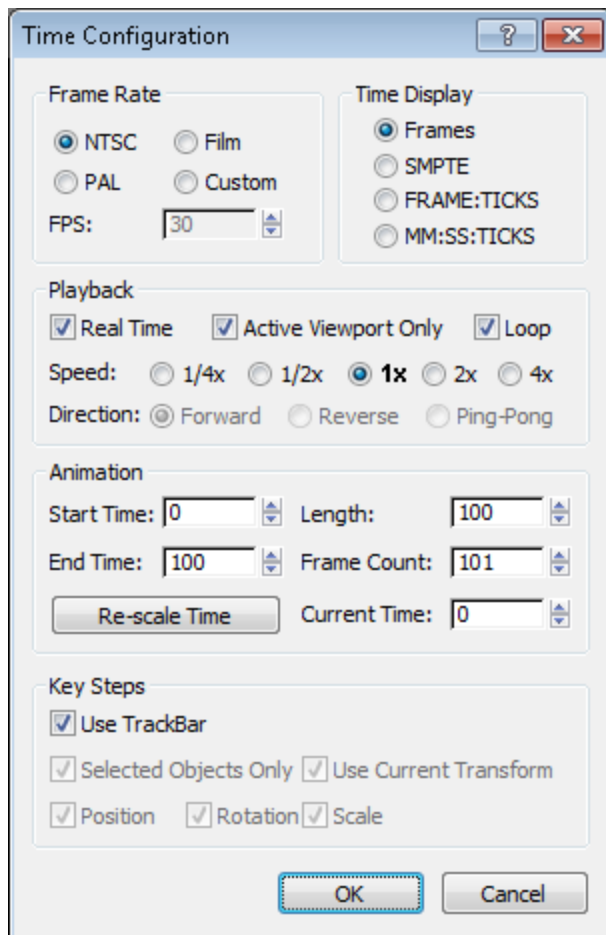 Time Configuration
Frame Rate
NTSC Film
PAL Custom
FPS: 30
Time Display
Frames
SMPTE
FRAME:TICKS
MM:SS:TICKS
Playback
Real Time Active Viewport Only Loop
Speed: 1/4x 1/2x 1x 2x 4x
Direction: Forward Reverse Ping-Pong
Animation
Start Time: 0 Length: 100
End Time: 100 Frame Count: 101
Re-scale Time Current Time: 0
Key Steps
Use TrackBar
Selected Objects Only Use Current Transform
Position Rotation Scale
OK Cancel